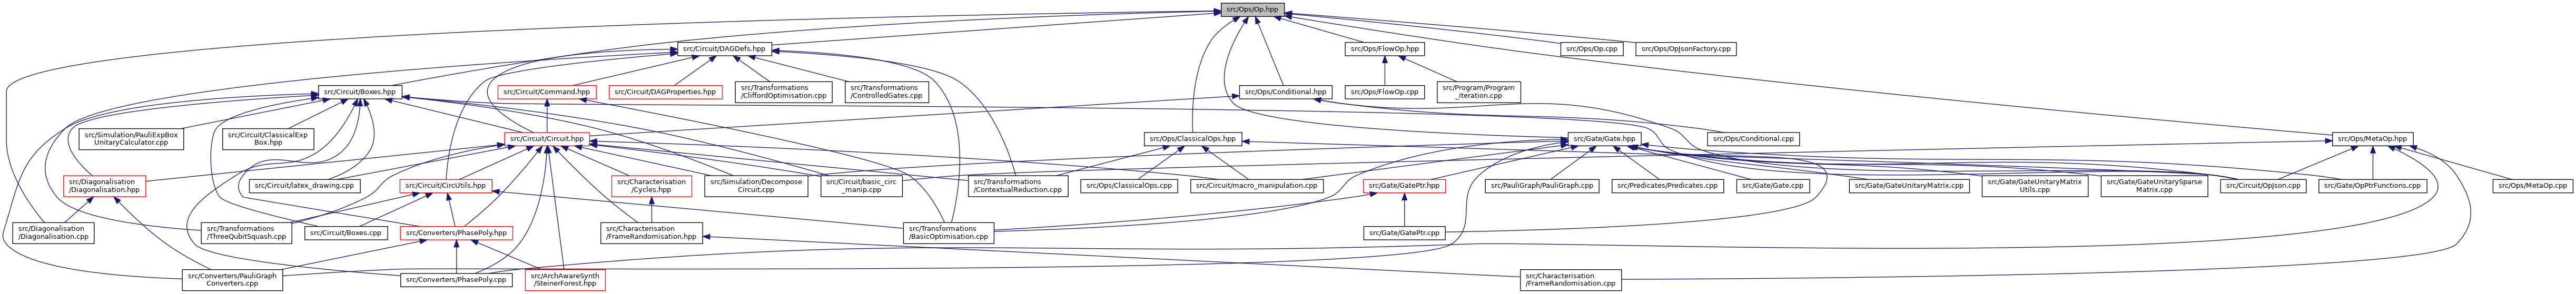 src/Ops/Op.hpp
src/Circuit/DAGDefs.hpp
src/Ops/FlowOp.hpp
src/Ops/Op.cpp
src/Ops/OpJsonFactory.cpp
src/Circuit/Boxes.hpp
src/Circuit/Command.hpp
src/Circuit/DAGProperties.hpp
src/Transformations
/CliffordOptimisation.cpp
src/Transformations
/ControlledGates.cpp
src/Ops/Conditional.hpp
src/Ops/FlowOp.cpp
src/Program/Program
_iteration.cpp
src/Simulation/PauliExpBox
UnitaryCalculator.cpp
src/Circuit/ClassicalExp
Box.hpp
src/Circuit/Circuit.hpp
src/Ops/ClassicalOps.hpp
src/Gate/Gate.hpp
src/Ops/Conditional.cpp
src/Ops/MetaOp.hpp
src/Diagonalisation
/Diagonalisation.hpp
src/Circuit/latex_drawing.cpp
src/Circuit/CircUtils.hpp
src/Characterisation
/Cycles.hpp
src/Simulation/Decompose
Circuit.cpp
src/Circuit/basic_circ
_manip.cpp
src/Transformations
/ContextualReduction.cpp
src/Ops/ClassicalOps.cpp
src/Circuit/macro_manipulation.cpp
src/Gate/GatePtr.hpp
src/PauliGraph/PauliGraph.cpp
src/Predicates/Predicates.cpp
src/Gate/Gate.cpp
src/Gate/GateUnitaryMatrix.cpp
src/Gate/GateUnitaryMatrix
Utils.cpp
src/Gate/GateUnitarySparse
Matrix.cpp
src/Circuit/OpJson.cpp
src/Gate/OpPtrFunctions.cpp
src/Ops/MetaOp.cpp
src/Diagonalisation
/Diagonalisation.cpp
src/Transformations
/ThreeQubitSquash.cpp
src/Circuit/Boxes.cpp
src/Converters/PhasePoly.hpp
src/Characterisation
/FrameRandomisation.hpp
src/Transformations
/BasicOptimisation.cpp
src/Gate/GatePtr.cpp
src/Converters/PauliGraph
Converters.cpp
src/Converters/PhasePoly.cpp
src/ArchAwareSynth
/SteinerForest.hpp
src/Characterisation
/FrameRandomisation.cpp